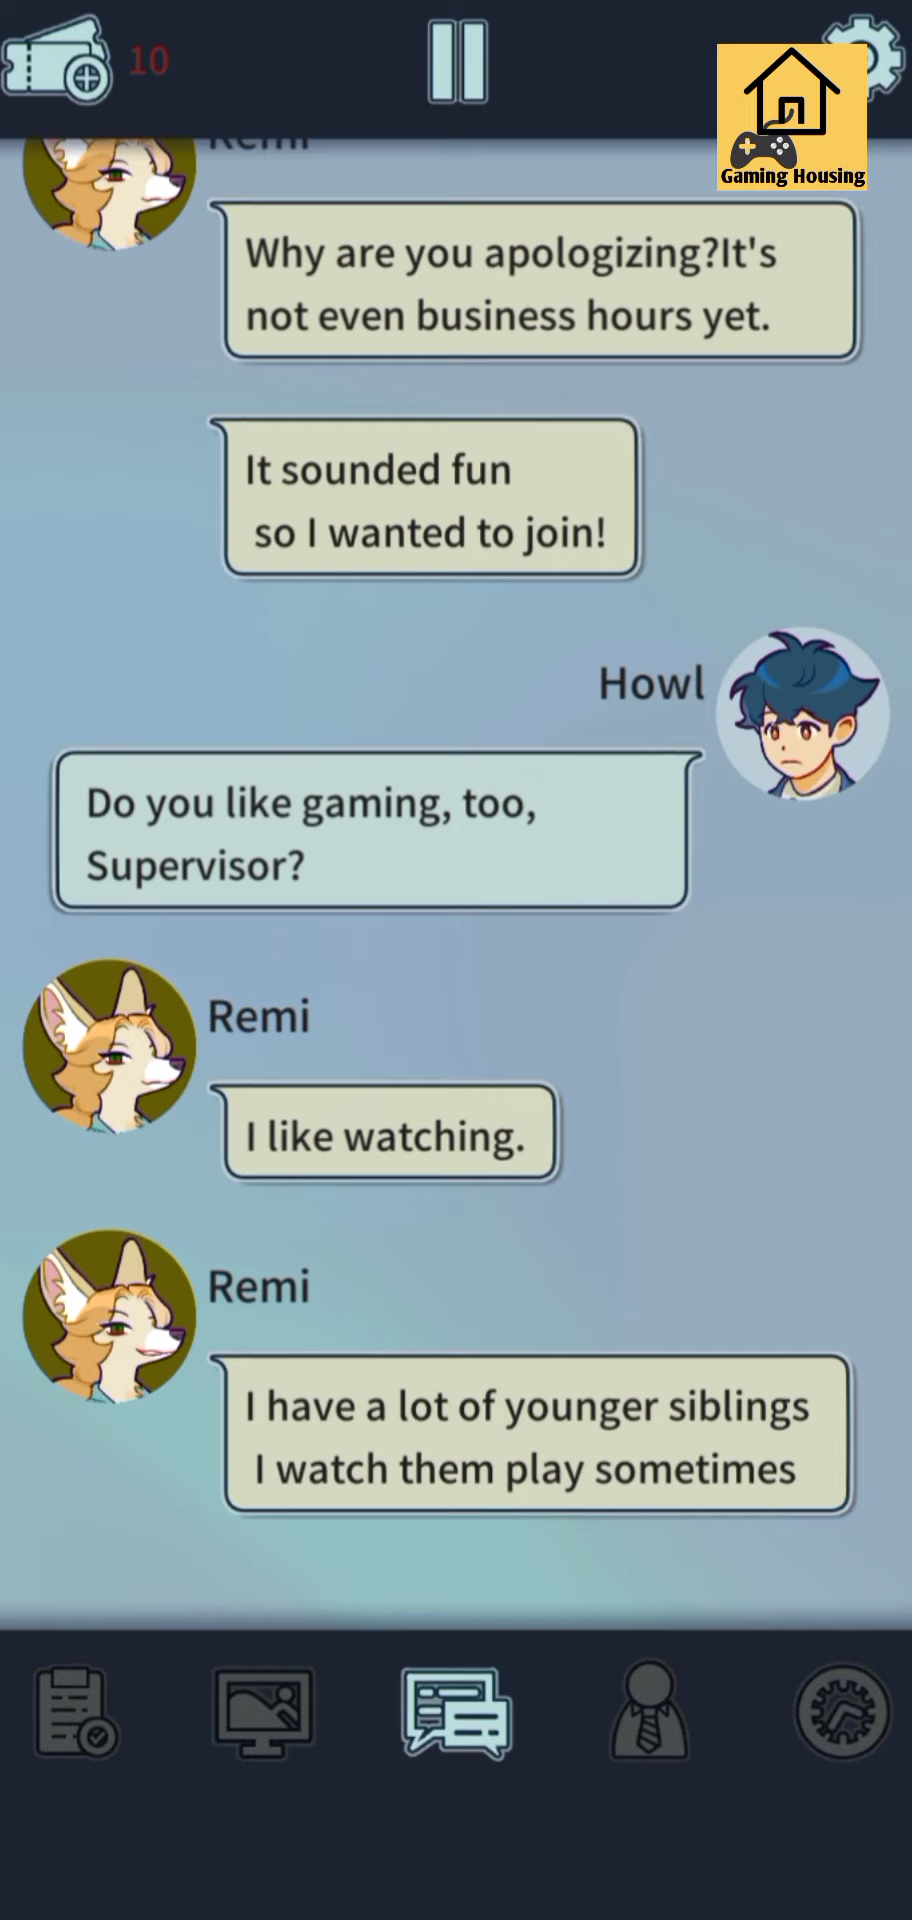 10
Gaming Housing
Remi
Why are you apologizing?It's
not even business hours yet.
It sounded fun
so I wanted to join!
Howl
Do you like gaming, too,
Supervisor?
Remi
I like watching.
Remi
I have a lot of younger siblings
I watch them play sometimes